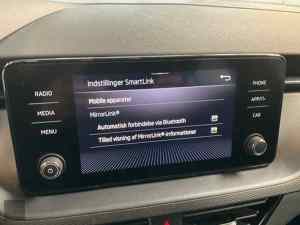 Indstillinger SmartLink
RADIO
MEDIA
MENU
Mobile apparater
MirrorLink®
Automatisk forbindelse via Bluetooth
Tillad visning af MirrorLink®-informationer
PHONE
APPS
CAR